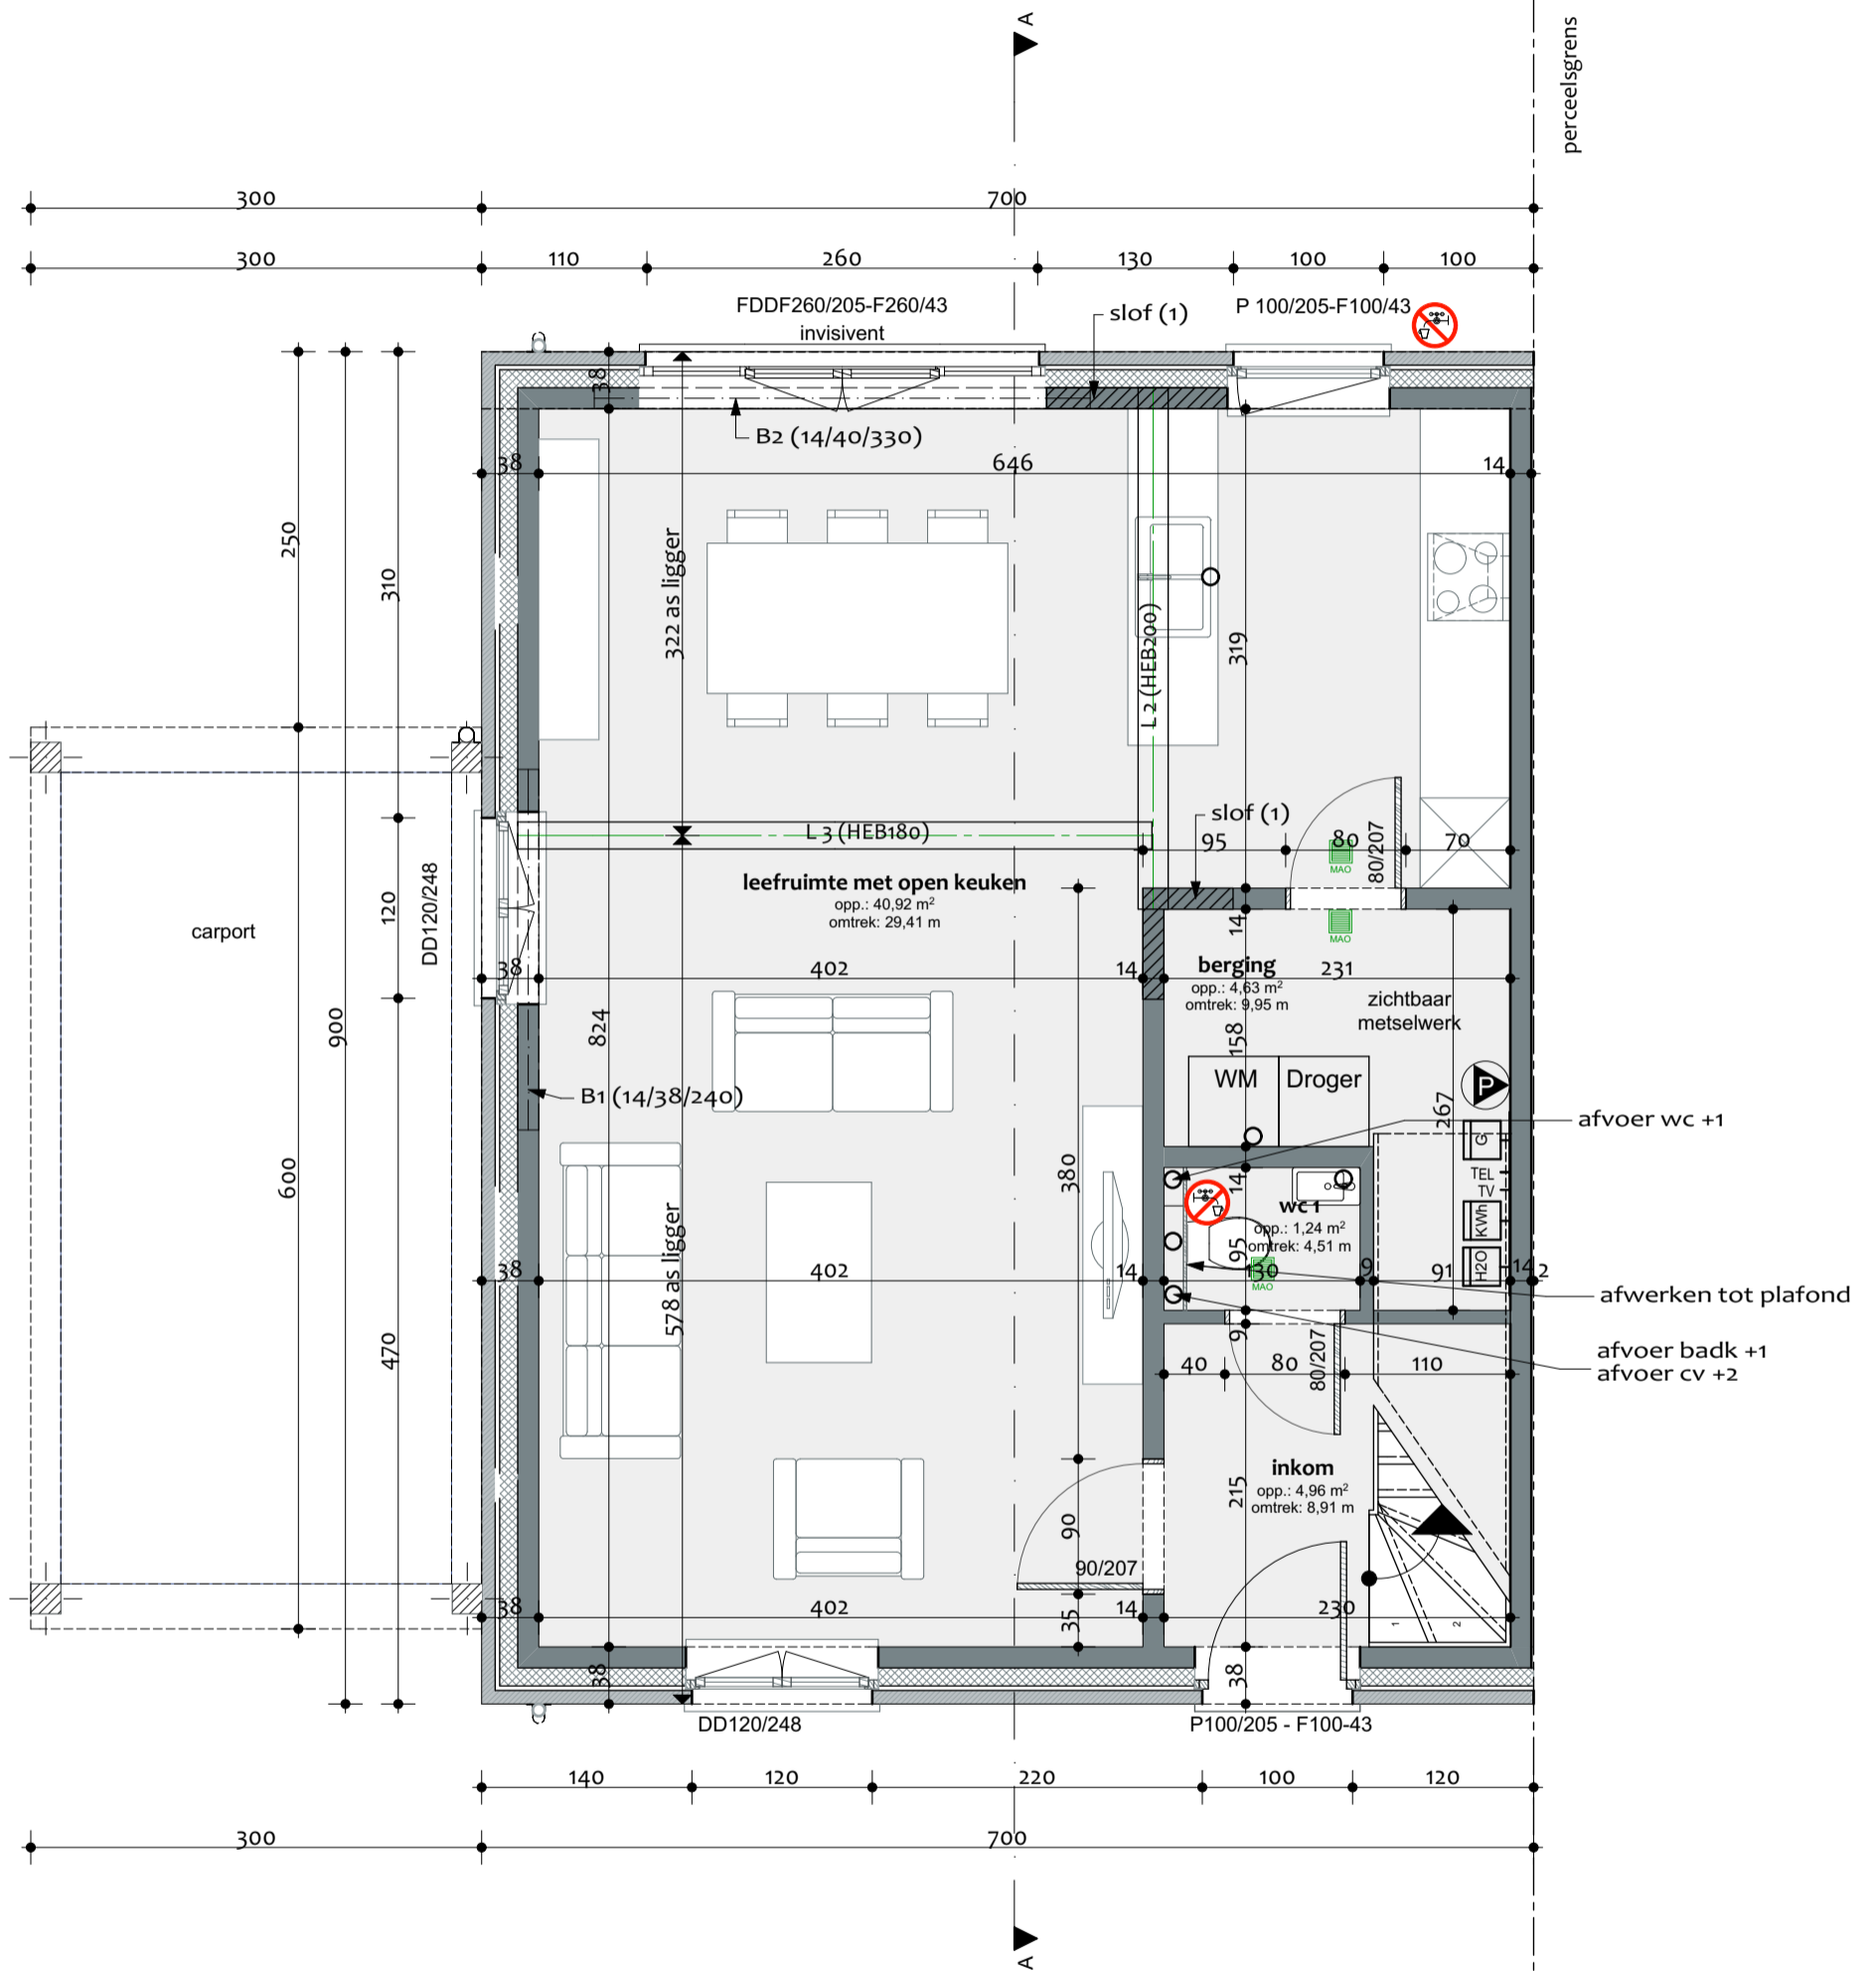 A
perceelsgrens
300
700
300
110
260
130
100
100
FDDF260/205-F260/43
invisivent
slof (1)
P 100/205-F100/43
38
B2 (14/40/330)
38
646
14
250
310
322 as ligger
319
L 2 (HEB200)
slof (1)
L 3 (HEB180)
95
80
80/207
70
MAO
leefruimte met open keuken
opp.: 40,92 m²
omtrek: 29,41 m
carport
DD120/248
120
14
MAO
38
402
14
berging
opp.: 4,63 m²
omtrek: 9,95 m
231
zichtbaar
metselwerk
900
824
158
B1 (14/38/240)
WM
Droger
P
267
afvoer wc +1
G
TEL
TV
KWh
H2O
600
380
14
wc 1
opp.: 1,24 m²
omtrek: 4,51 m
95
578 as ligger
38
402
14
130
9
91
14
2
MAO
afwerken tot plafond
470
9
80/207
40
80
110
afvoer badk +1
afvoer cv +2
inkom
opp.: 4,96 m²
omtrek: 8,91 m
215
90
90/207
35
38
402
14
230
1
2
38
38
DD120/248
P100/205 - F100-43
140
120
220
100
120
300
700
A